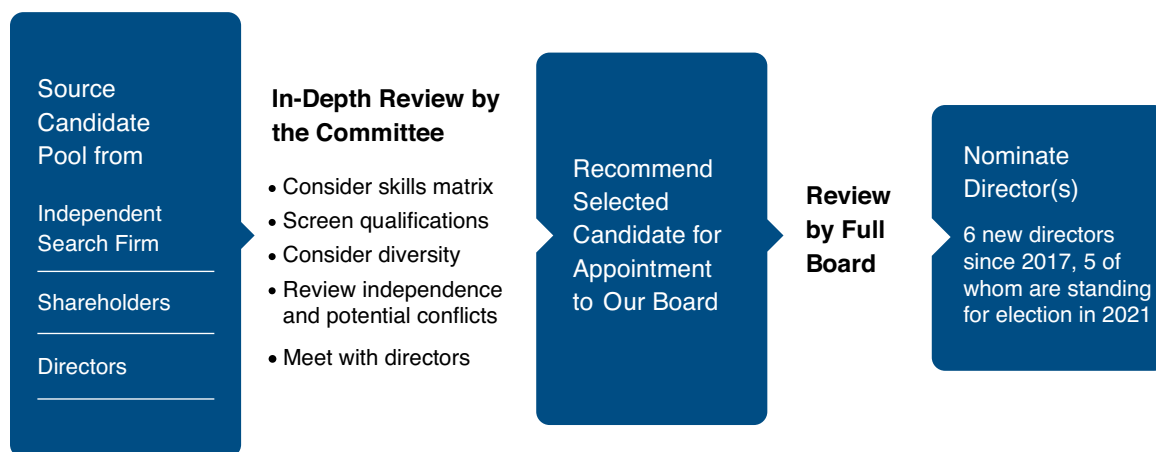 Source
Candidate
Pool from
Independent
Search Firm
Shareholders
Directors
In-Depth Review by
the Committee
• Consider skills matrix
• Screen qualifications
• Consider diversity
• Review independence
and potential conflicts
• Meet with directors
Recommend
Selected
Candidate for
Appointment
to Our Board
Review
by Full
Board
Nominate
Director(s)
6 new directors
since 2017, 5 of
whom are standing
for election in 2021